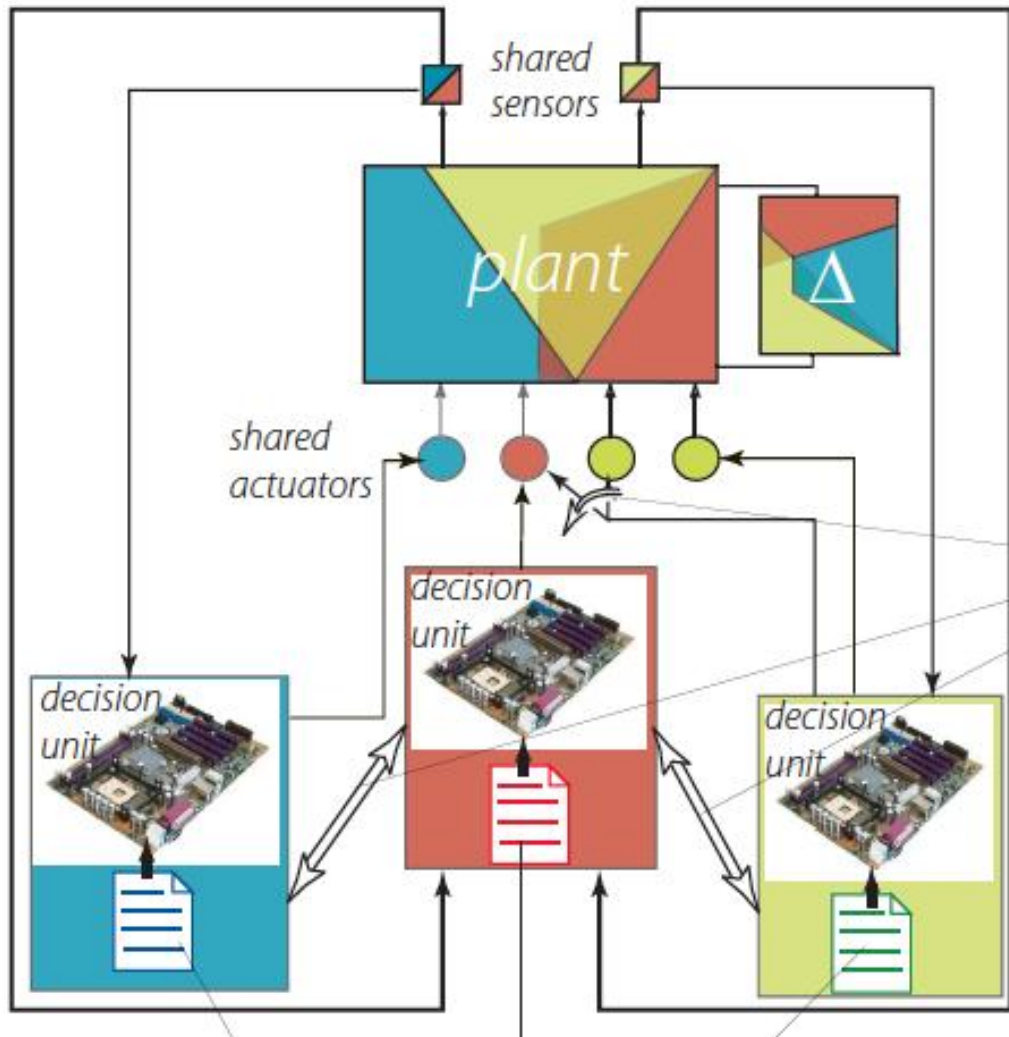 shared
sensors
plant
Δ
shared
actuators
decision
unit
decision
unit
decision
unit